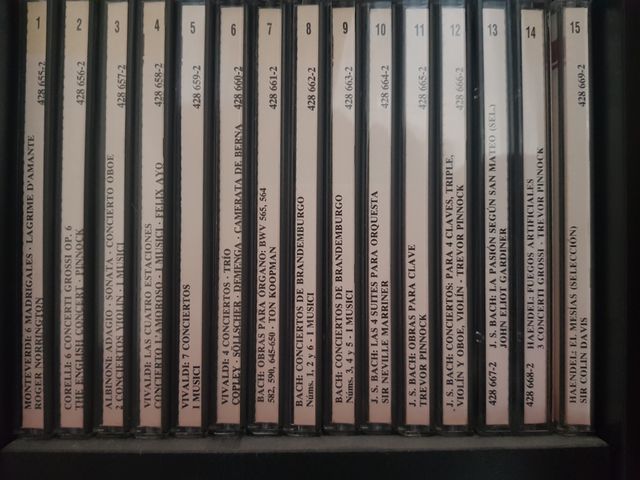 MONTEVERDI: 6 MADRIGALES · LAGRIME D'AMANTE
ROGER NORRINGTON
428 655-2
1
CORELLI: 6 CONCERTI GROSSI OP. 6
THE ENGLISH CONCERT · PINNOCK
428 656-2
2
ALBINONI: ADAGIO · SONATA · CONCIERTO OBOE
2 CONCIERTOS VIOLIN · I MUSICI
428 657-2
3
VIVALDI: LAS CUATRO ESTACIONES
CONCIERTO L'AMOROSO · I MUSICI · FELIX AYO
428 658-2
4
VIVALDI: 7 CONCIERTOS
I MUSICI
428 659-2
5
VIVALDI: 4 CONCIERTOS · TRÍO
COPLEY · SÖLLSCHER · DEMENGA · CAMERATA DE BERNA
428 660-2
6
BACH: OBRAS PARA ORGANO: BWV 565, 564
582, 590, 645-650 · TON KOOPMAN
428 661-2
7
BACH: CONCIERTOS DE BRANDEMBURGO
Núms. 1, 2 y 6 · I MUSICI
428 662-2
8
BACH: CONCIERTOS DE BRANDEMBURGO
Núms. 3, 4 y 5 · I MUSICI
428 663-2
9
J. S. BACH: LAS 4 SUITES PARA ORQUESTA
SIR NEVILLE MARRINER
428 664-2
10
J. S. BACH: OBRAS PARA CLAVE
TREVOR PINNOCK
428 665-2
11
J. S. BACH: CONCIERTOS: PARA 4 CLAVES, TRIPLE,
VIOLIN Y OBOE, VIOLÍN · TREVOR PINNOCK
428 666-2
12
428 667-2 J. S. BACH: LA PASIÓN SEGÚN SAN MATEO (SEL.)
JOHN ELIOT GARDINER
13
428 668-2 HAENDEL: FUEGOS ARTIFICIALES
3 CONCERTI GROSSI · TREVOR PINNOCK
14
HAENDEL: EL MESIAS (SELECCIÓN)
SIR COLIN DAVIS
428 669-2
15